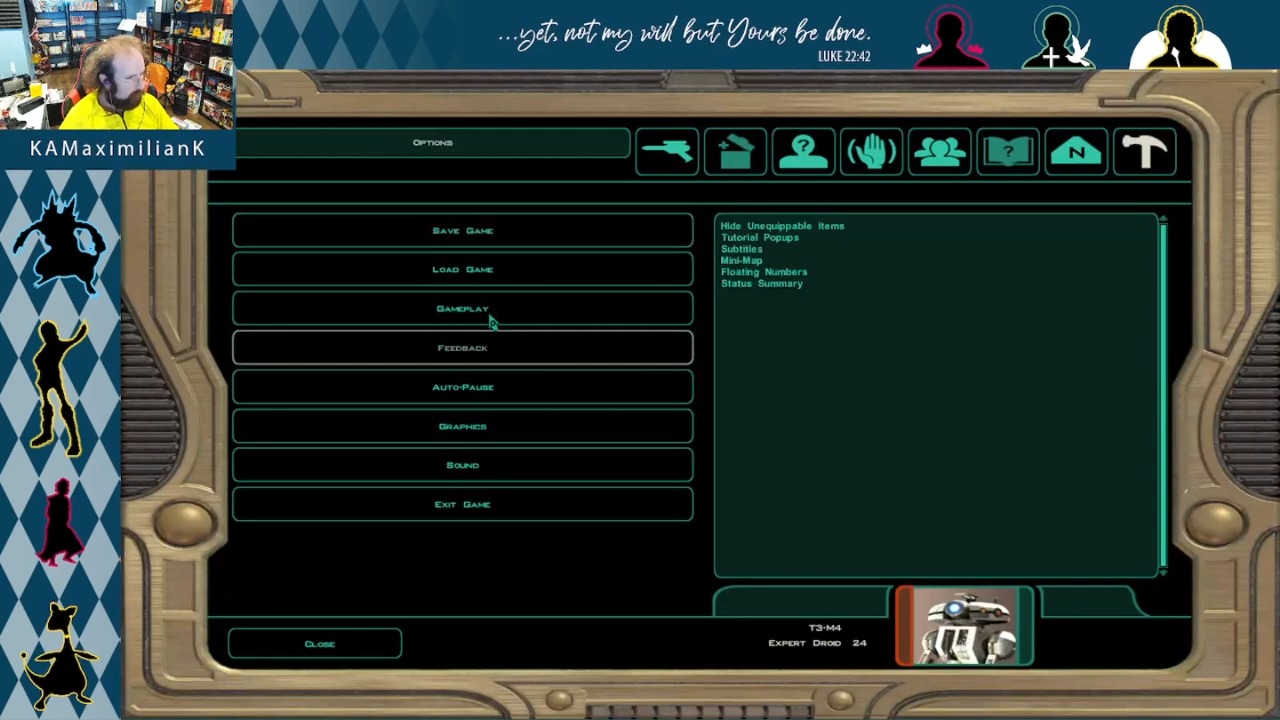 ...yet, not my will but Yours be done.
LUKE 22:42
KAMaximilianK
Options
?
?
N
Save Game
Load Game
Gameplay
Feedback
Auto-Pause
Graphics
Sound
Exit Game
Hide Unequippable Items
Tutorial Popups
Subtitles
Mini-Map
Floating Numbers
Status Summary
Close
T3-M4
Expert Droid 24